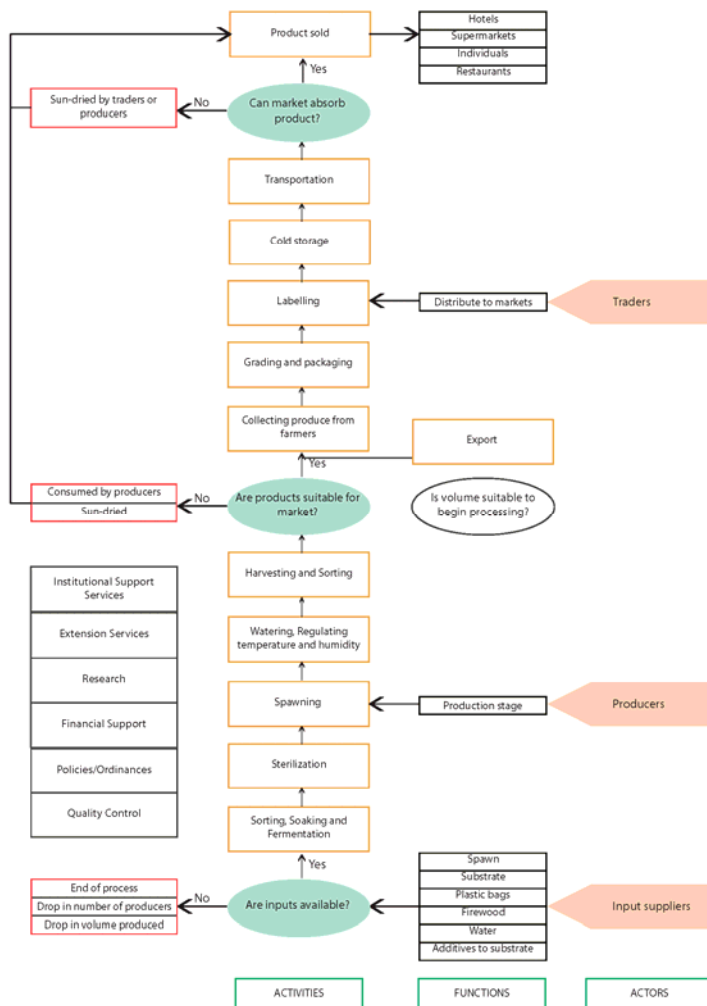 Product sold
Hotels
Supermarkets
Individuals
Restaurants
Yes
Sun-dried by traders or
producers
No
Can market absorb
product?
Transportation
Cold storage
Labelling
Distribute to markets
Traders
Grading and packaging
Collecting produce from
farmers
Export
Yes
Consumed by producers
Sun-dried
No
Are products suitable for
market?
Is volume suitable to
begin processing?
Harvesting and Sorting
Institutional Support
Services
Extension Services
Research
Financial Support
Policies/Ordinances
Quality Control
Watering, Regulating
temperature and humidity
Spawning
Production stage
Producers
Sterilization
Sorting, Soaking and
Fermentation
Yes
End of process
Drop in number of producers
Drop in volume produced
No
Are inputs available?
Spawn
Substrate
Plastic bags
Firewood
Water
Additives to substrate
Input suppliers
ACTIVITIES
FUNCTIONS
ACTORS